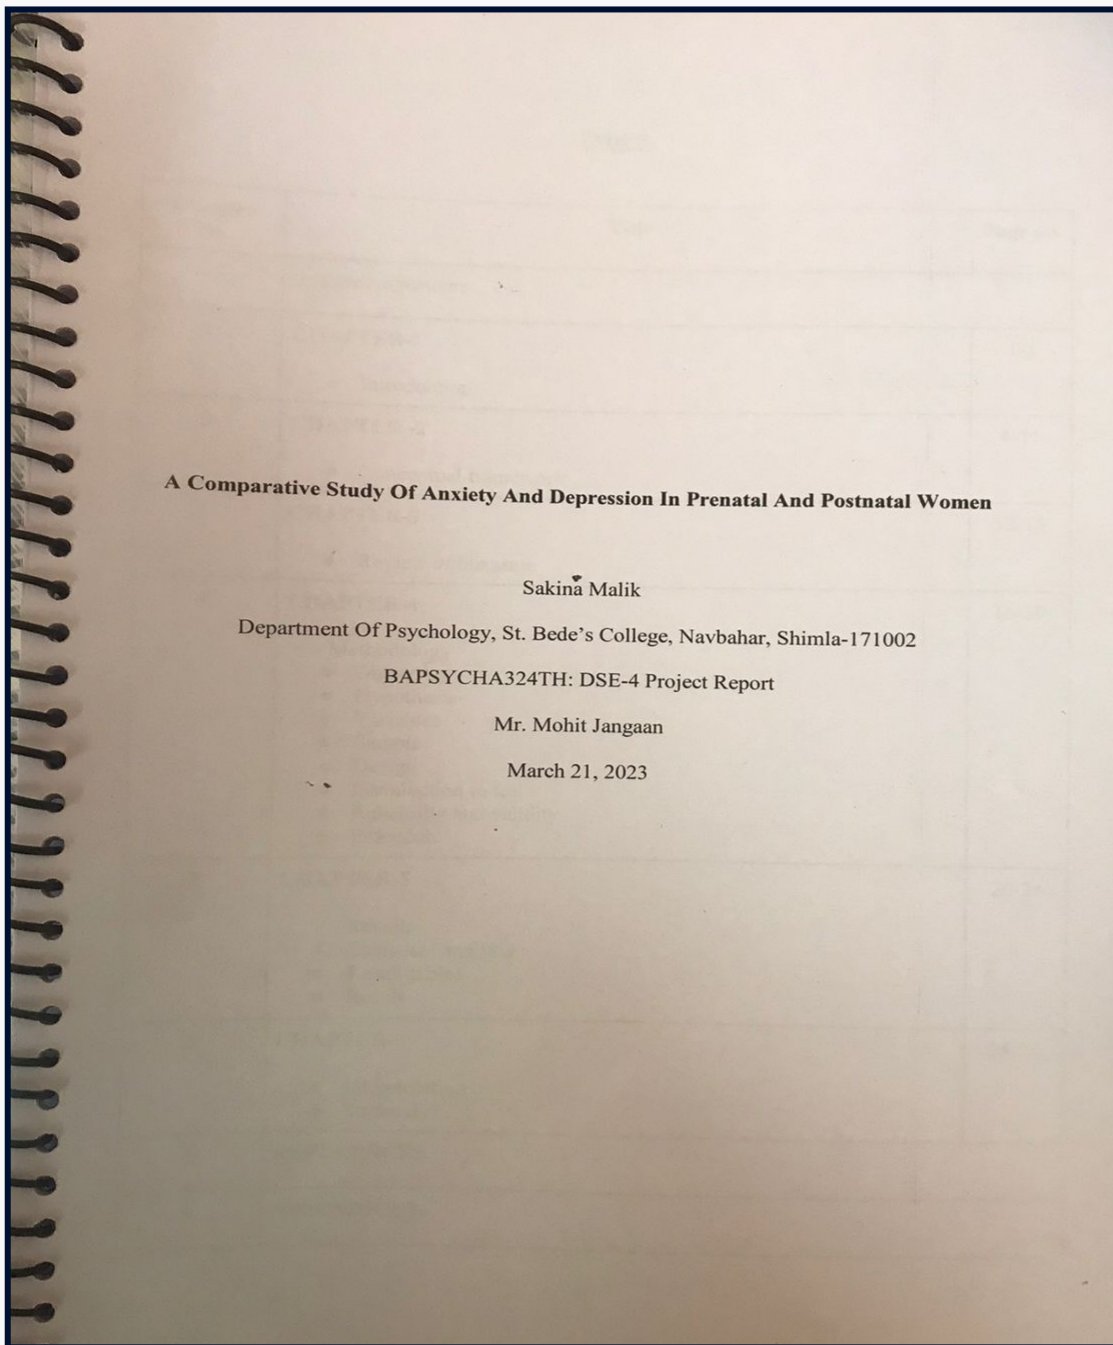 A Comparative Study Of Anxiety And Depression In Prenatal And Postnatal Women
Sakina Malik
Department Of Psychology, St. Bede's College, Navbahar, Shimla-171002
BAPSYCHA324TH: DSE-4 Project Report
Mr. Mohit Jangaan
March 21, 2023